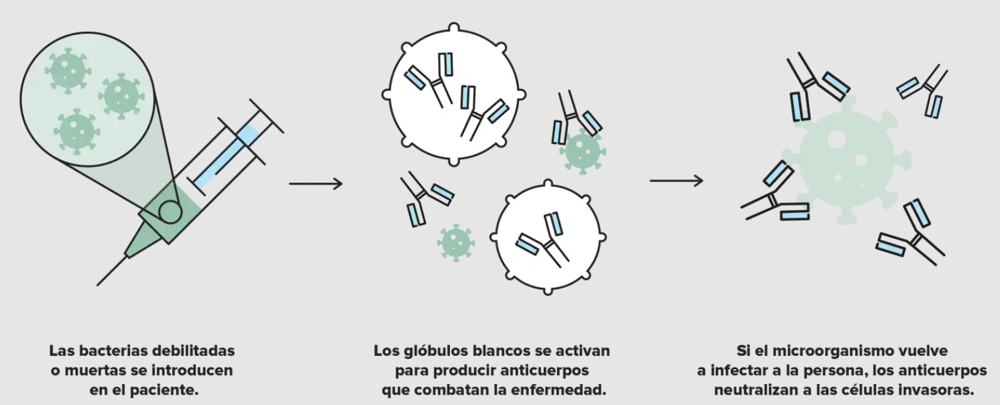 Las bacterias debilitadas
o muertas se introducen
en el paciente.
Los glóbulos blancos se activan
para producir anticuerpos
que combatan la enfermedad.
Si el microorganismo vuelve
a infectar a la persona, los anticuerpos
neutralizan a las células invasoras.